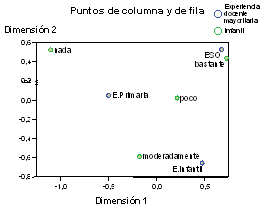 Puntos de columna y de fila
Experiencia
docente
mayoritaria
Infantil
Dimensión 2
0,6
0,4
0,2
0,0
-0,2
-0,4
-0,6
-0,8
nada
ESO
bastante
E.Primaria
poco
moderadamente
E.Infantil
-1,0
-0,5
0,0
0,5
Dimensión 1